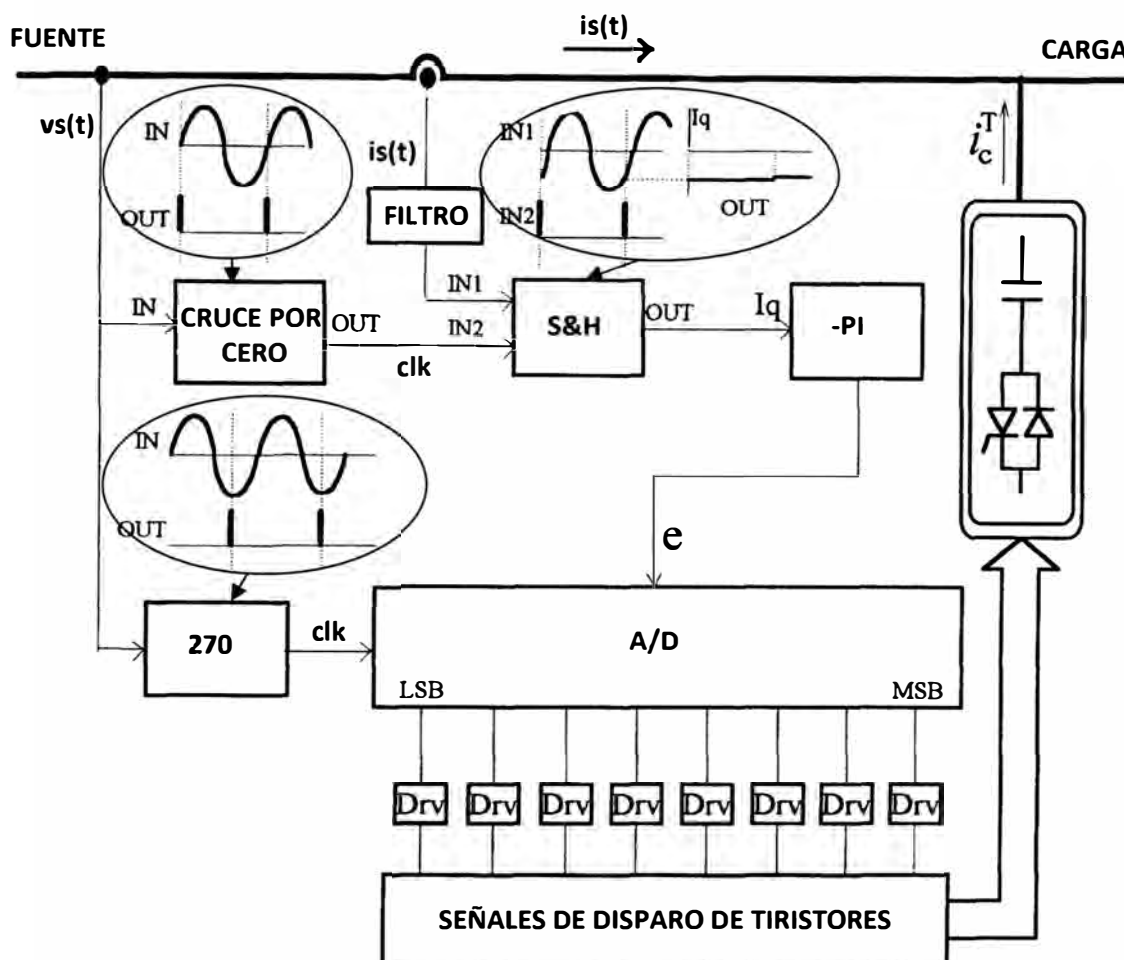 is(t)
FUENTE
CARGA
vs(t)
IN
OUT
is(t)
FILTRO
IN1
IN2
Iq
OUT
i_c^T
IN
CRUCE POR
CERO
OUT
clk
IN1
IN2
S&H
OUT
Iq
-PI
IN
OUT
e
270
clk
A/D
LSB
MSB
Drv
Drv
Drv
Drv
Drv
Drv
Drv
Drv
SEÑALES DE DISPARO DE TIRISTORES